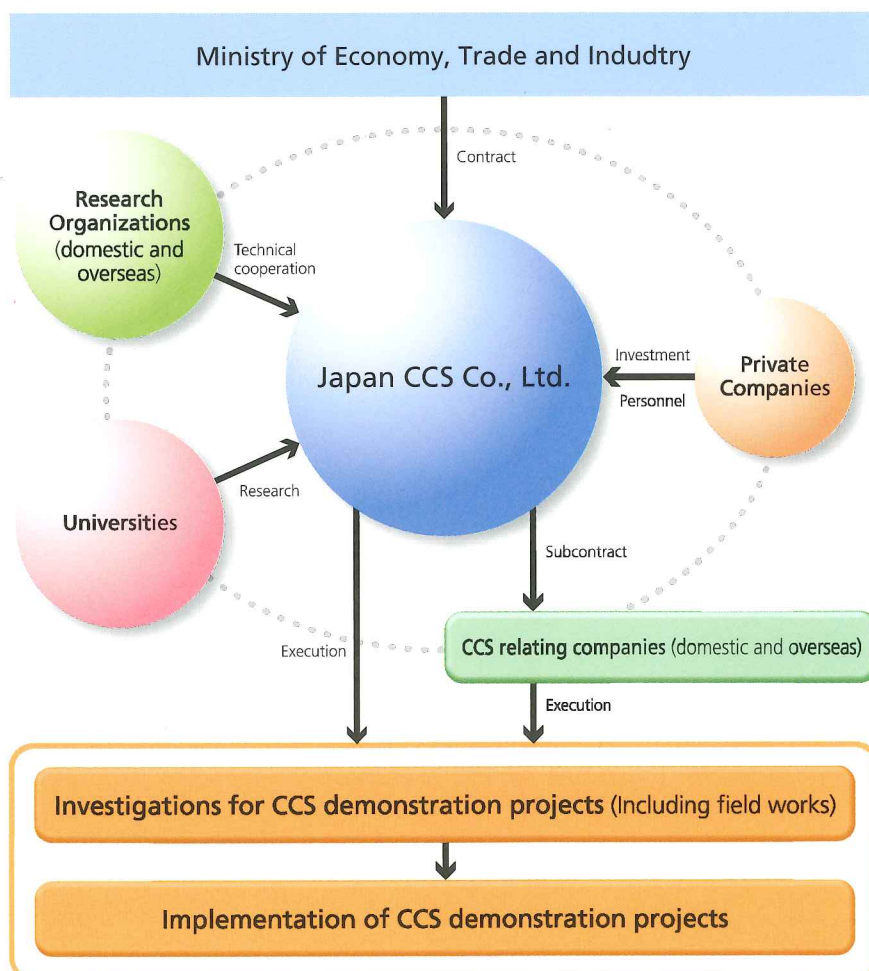 Ministry of Economy, Trade and Indudtry
Contract
Research
Organizations
(domestic and
overseas)
Technical
cooperation
Japan CCS Co., Ltd.
Investment
Personnel
Private
Companies
Universities
Research
Subcontract
Execution
CCS relating companies (domestic and overseas)
Execution
Investigations for CCS demonstration projects (Including field works)
Implementation of CCS demonstration projects